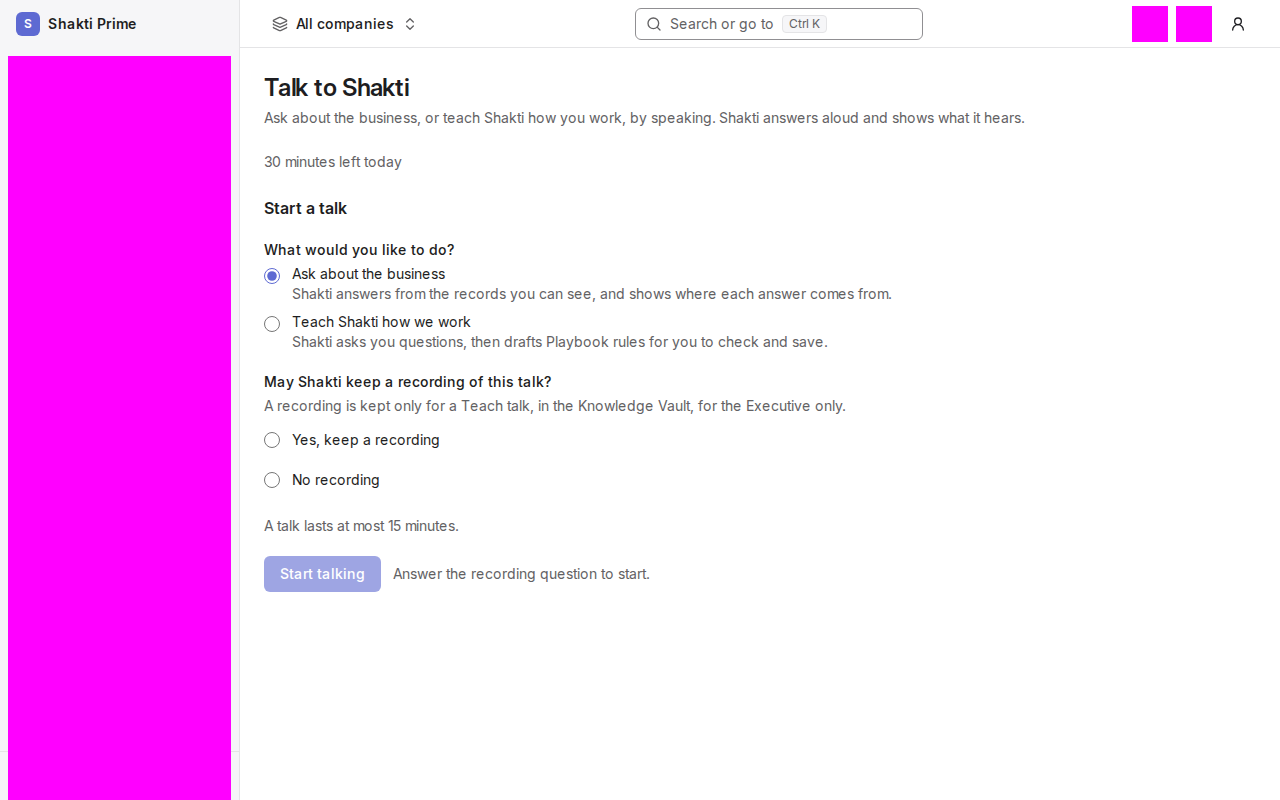 S Shakti Prime
All companies
Search or go to Ctrl K
Talk to Shakti
Ask about the business, or teach Shakti how you work, by speaking. Shakti answers aloud and shows what it hears.
30 minutes left today
Start a talk
What would you like to do?
Ask about the business
Shakti answers from the records you can see, and shows where each answer comes from.
Teach Shakti how we work
Shakti asks you questions, then drafts Playbook rules for you to check and save.
May Shakti keep a recording of this talk?
A recording is kept only for a Teach talk, in the Knowledge Vault, for the Executive only.
Yes, keep a recording
No recording
A talk lasts at most 15 minutes.
Start talking Answer the recording question to start.